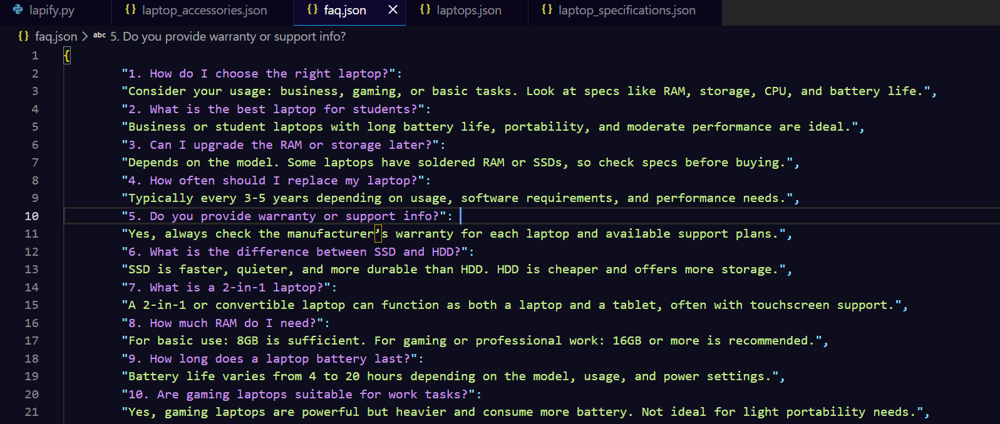 lapify.py {} laptop_accessories.json {} faq.json × {} laptops.json {} laptop_specifications.json
{} faq.json > abc 5. Do you provide warranty or support info?
1 {
2 "1. How do I choose the right laptop?":
3 "Consider your usage: business, gaming, or basic tasks. Look at specs like RAM, storage, CPU, and battery life.",
4 "2. What is the best laptop for students?":
5 "Business or student laptops with long battery life, portability, and moderate performance are ideal.",
6 "3. Can I upgrade the RAM or storage later?":
7 "Depends on the model. Some laptops have soldered RAM or SSDs, so check specs before buying.",
8 "4. How often should I replace my laptop?":
9 "Typically every 3-5 years depending on usage, software requirements, and performance needs.",
10 "5. Do you provide warranty or support info?":
11 "Yes, always check the manufacturer’s warranty for each laptop and available support plans.",
12 "6. What is the difference between SSD and HDD?":
13 "SSD is faster, quieter, and more durable than HDD. HDD is cheaper and offers more storage.",
14 "7. What is a 2-in-1 laptop?":
15 "A 2-in-1 or convertible laptop can function as both a laptop and a tablet, often with touchscreen support.",
16 "8. How much RAM do I need?":
17 "For basic use: 8GB is sufficient. For gaming or professional work: 16GB or more is recommended.",
18 "9. How long does a laptop battery last?":
19 "Battery life varies from 4 to 20 hours depending on the model, usage, and power settings.",
20 "10. Are gaming laptops suitable for work tasks?":
21 "Yes, gaming laptops are powerful but heavier and consume more battery. Not ideal for light portability needs.",